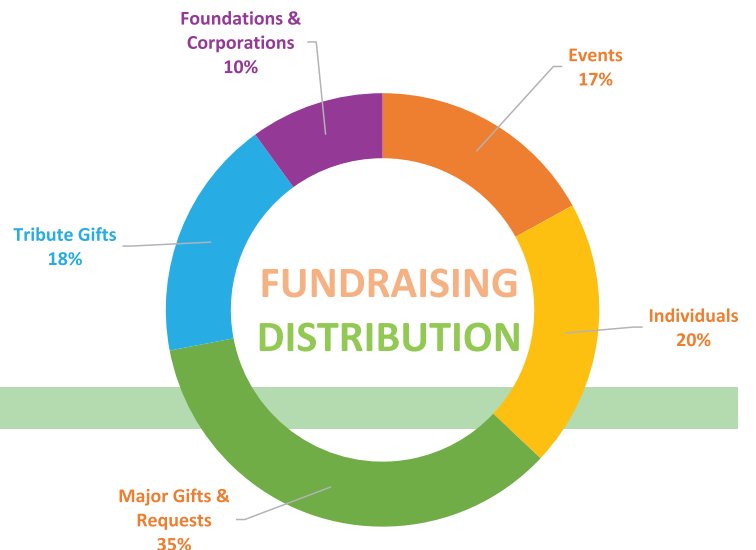 Foundations &
Corporations
10%
Events
17%
Tribute Gifts
18%
FUNDRAISING
DISTRIBUTION
Individuals
20%
Major Gifts &
Requests
35%